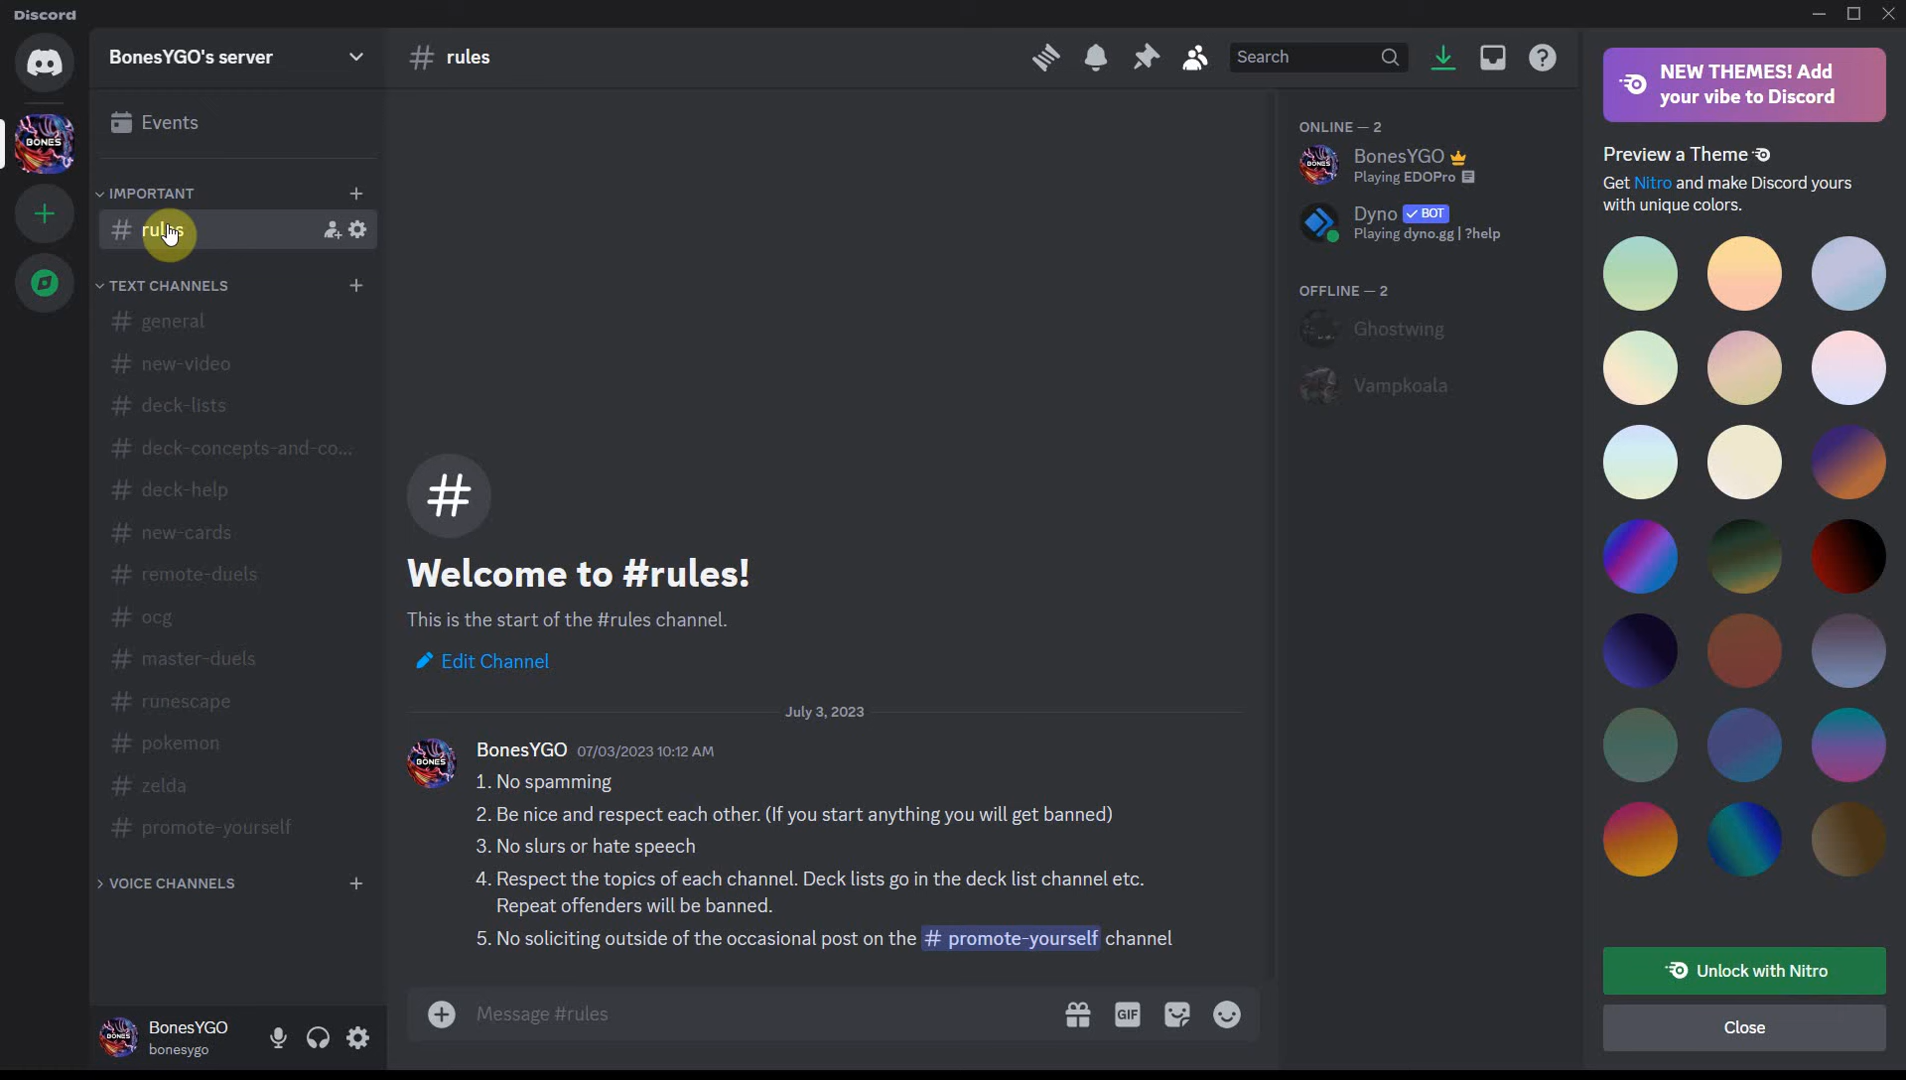 Discord
BonesYGO's server
# rules
Search
Events
IMPORTANT
# rules
TEXT CHANNELS
# general
# new-video
# deck-lists
# deck-concepts-and-co...
# deck-help
# new-cards
# remote-duels
# ocg
# master-duels
# runescape
# pokemon
# zelda
# promote-yourself
VOICE CHANNELS
BonesYGO
bonesygo
BONES
#
Welcome to #rules!
This is the start of the #rules channel.
Edit Channel
July 3, 2023
BONES
BonesYGO 07/03/2023 10:12 AM
1. No spamming
2. Be nice and respect each other. (If you start anything you will get banned)
3. No slurs or hate speech
4. Respect the topics of each channel. Deck lists go in the deck list channel etc.
Repeat offenders will be banned.
5. No soliciting outside of the occasional post on the # promote-yourself channel
Message #rules
GIF
ONLINE — 2
BonesYGO
Playing EDOPro
Dyno BOT
Playing dyno.gg | ?help
OFFLINE — 2
Ghostwing
Vampkoala
NEW THEMES! Add
your vibe to Discord
Preview a Theme
Get Nitro and make Discord yours
with unique colors.
Unlock with Nitro
Close